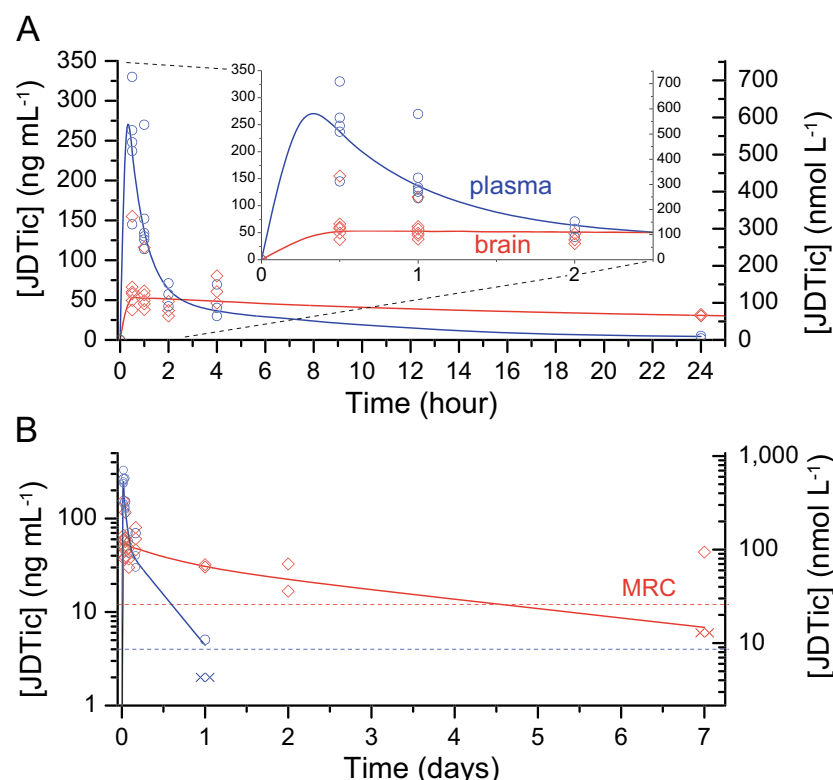 A
350
300
250
200
150
100
50
0
[JDTic] (ng mL⁻¹)
350
300
250
200
150
100
50
0
700
600
500
400
300
200
100
0
plasma
brain
0 1 2
700
600
500
400
300
200
100
0
[JDTic] (nmol L⁻¹)
0 2 4 6 8 10 12 14 16 18 20 22 24
Time (hour)
B
100
10
1
[JDTic] (ng mL⁻¹)
MRC
1,000
100
10
[JDTic] (nmol L⁻¹)
0 1 2 3 4 5 6 7
Time (days)